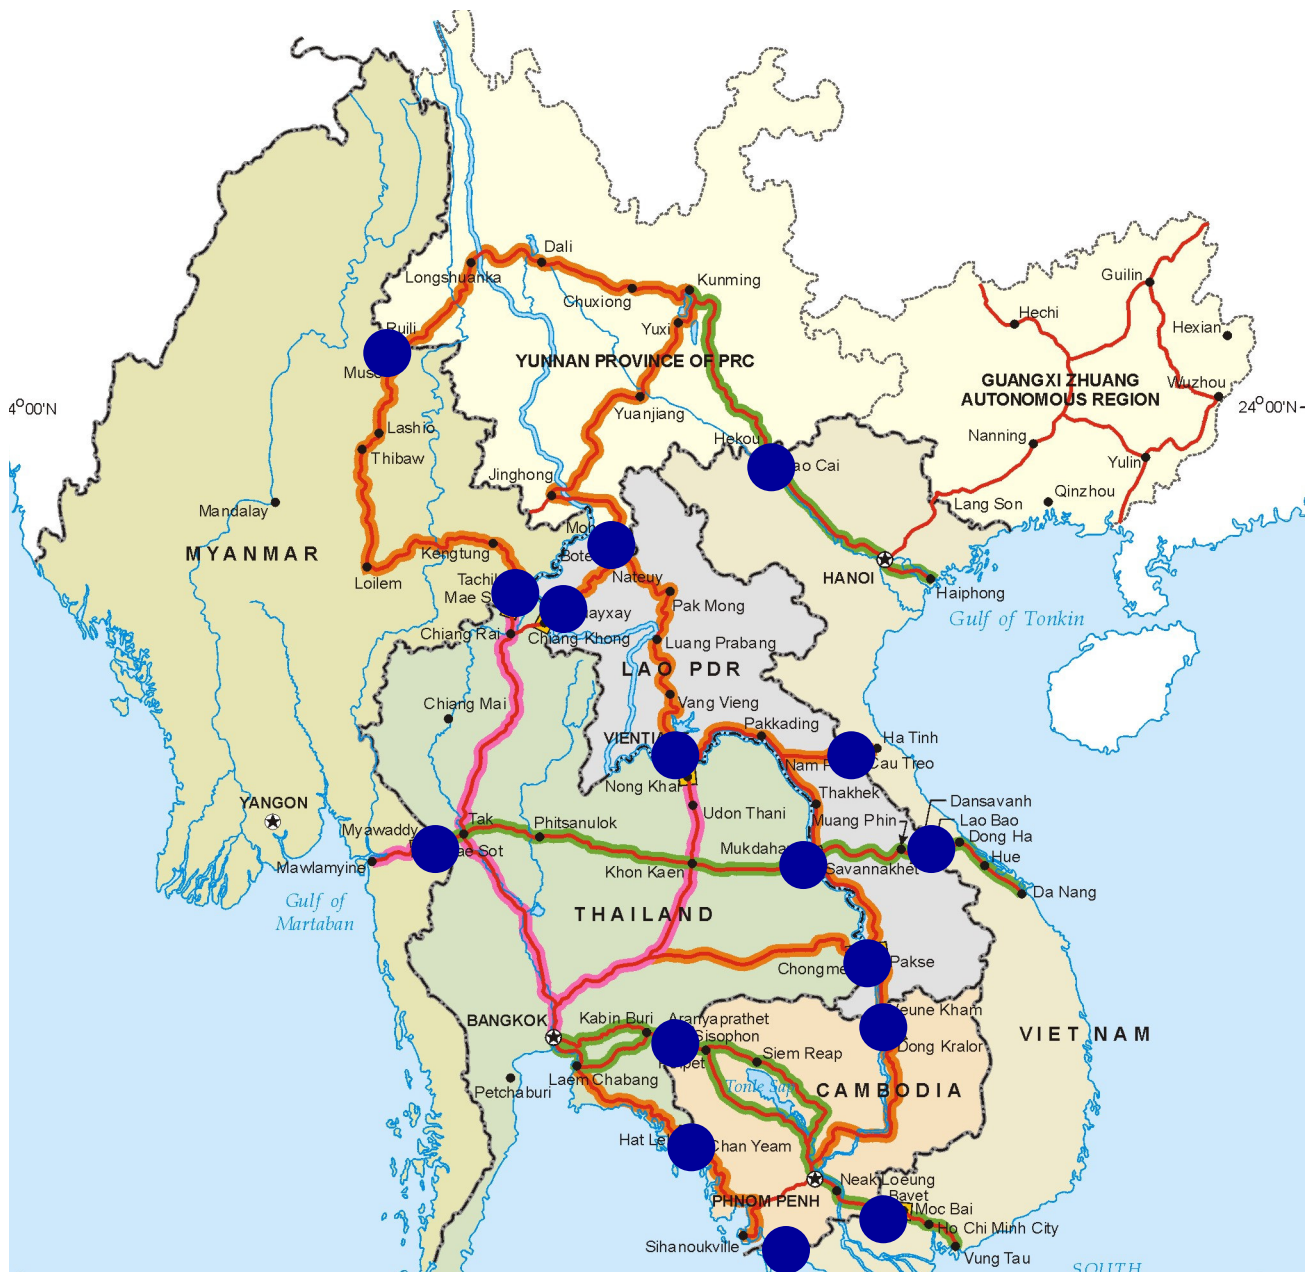 Dali
Longshuanka
Kunming
Guilin
Chuxiong
Hechi
Yuxi
Hexian
Ruili
YUNNAN PROVINCE OF PRC
GUANGXI ZHUANG
AUTONOMOUS REGION
Wuzhou
4°00'N
24°00'N
Yuanjiang
Lashio
Hekou
Nanning
Thibaw
Yulin
Jinghong
Qinzhou
Lang Son
Mandalay
MYANMAR
Kengtung
HANOI
Loilem
Nateuy
Haiphong
Pak Mong
Gulf of Tonkin
Chiang Rai
Chiang Khong
Luang Prabang
LAO PDR
Chiang Mai
Vang Vieng
Pakkading
Ha Tinh
Cau Treo
Nong Khai
Thakhek
Dansavanh
YANGON
Udon Thani
Muang Phin
Lao Bao
Tak
Phitsanulok
Dong Ha
Myawaddy
Hue
Mawlamyine
Khon Kaen
Savannakhet
Da Nang
Gulf of
Martaban
THAILAND
Pakse
BANGKOK
Kabin Buri
Aranyaprathet
VIET NAM
Sisophon
Siem Reap
Dong Kralor
Laem Chabang
Petchaburi
Tonle Sap
CAMBODIA
Chan Yeam
Neak Loeung
PHNOM PENH
Bavet
Moc Bai
Ho Chi Minh City
Sihanoukville
Vung Tau
SOUTH